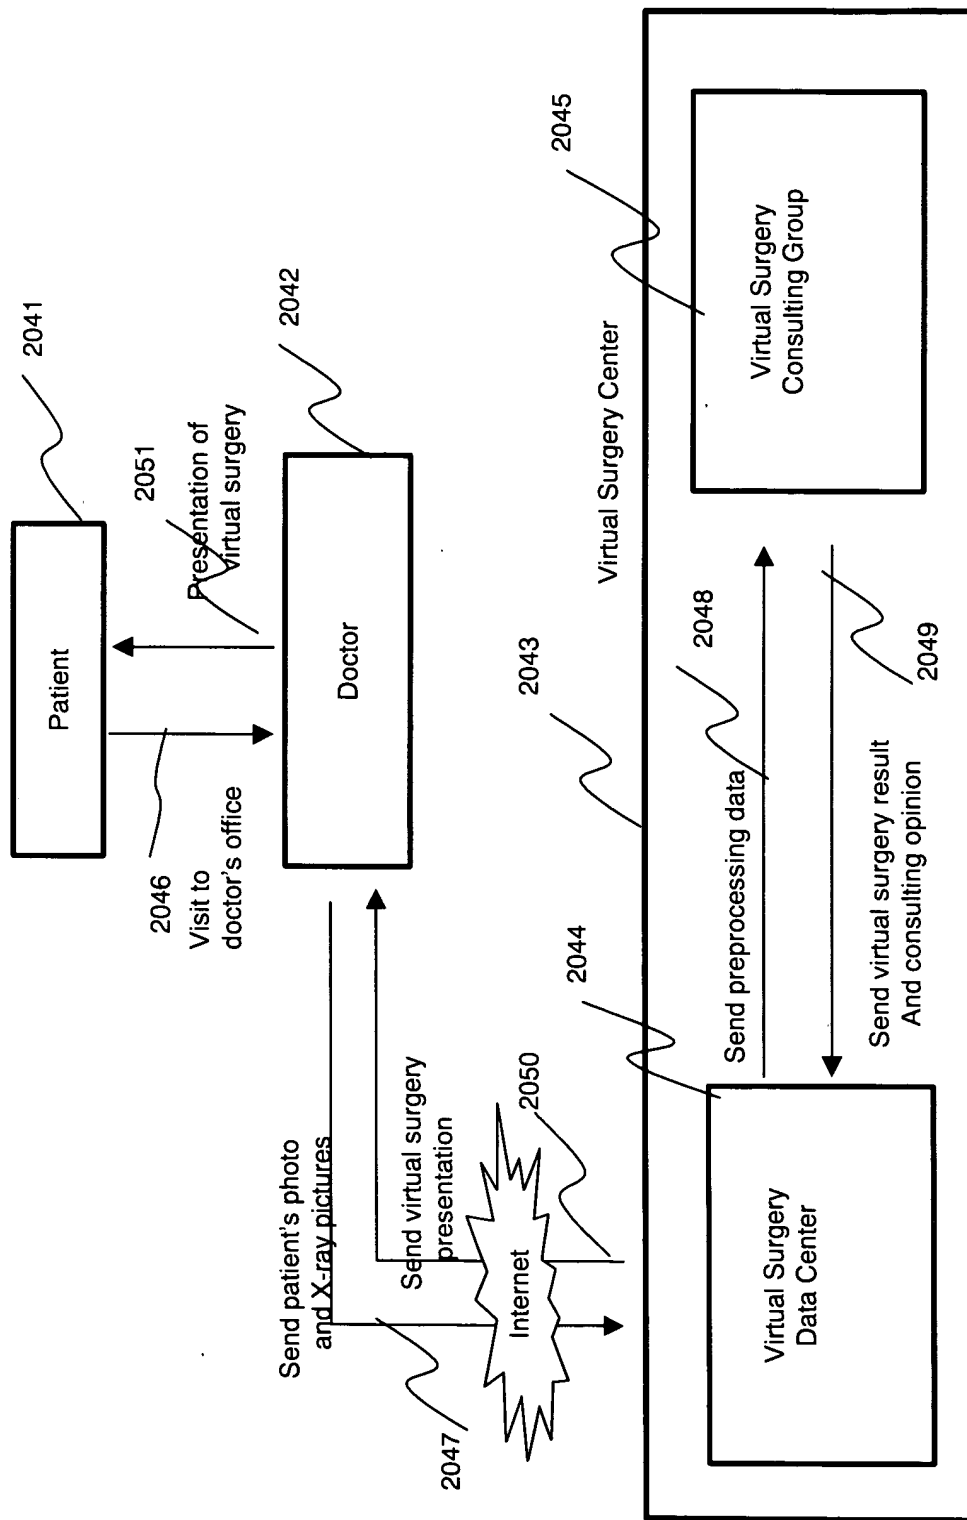 2041
Patient
2051
Presentation of
virtual surgery
2046
Visit to
doctor's office
2042
Doctor
Send patient's photo
and X-ray pictures
2047
Send virtual surgery
presentation
Internet
2050
2043
Virtual Surgery Center
2044
Virtual Surgery
Data Center
Send preprocessing data
2048
2049
Send virtual surgery result
And consulting opinion
2045
Virtual Surgery
Consulting Group